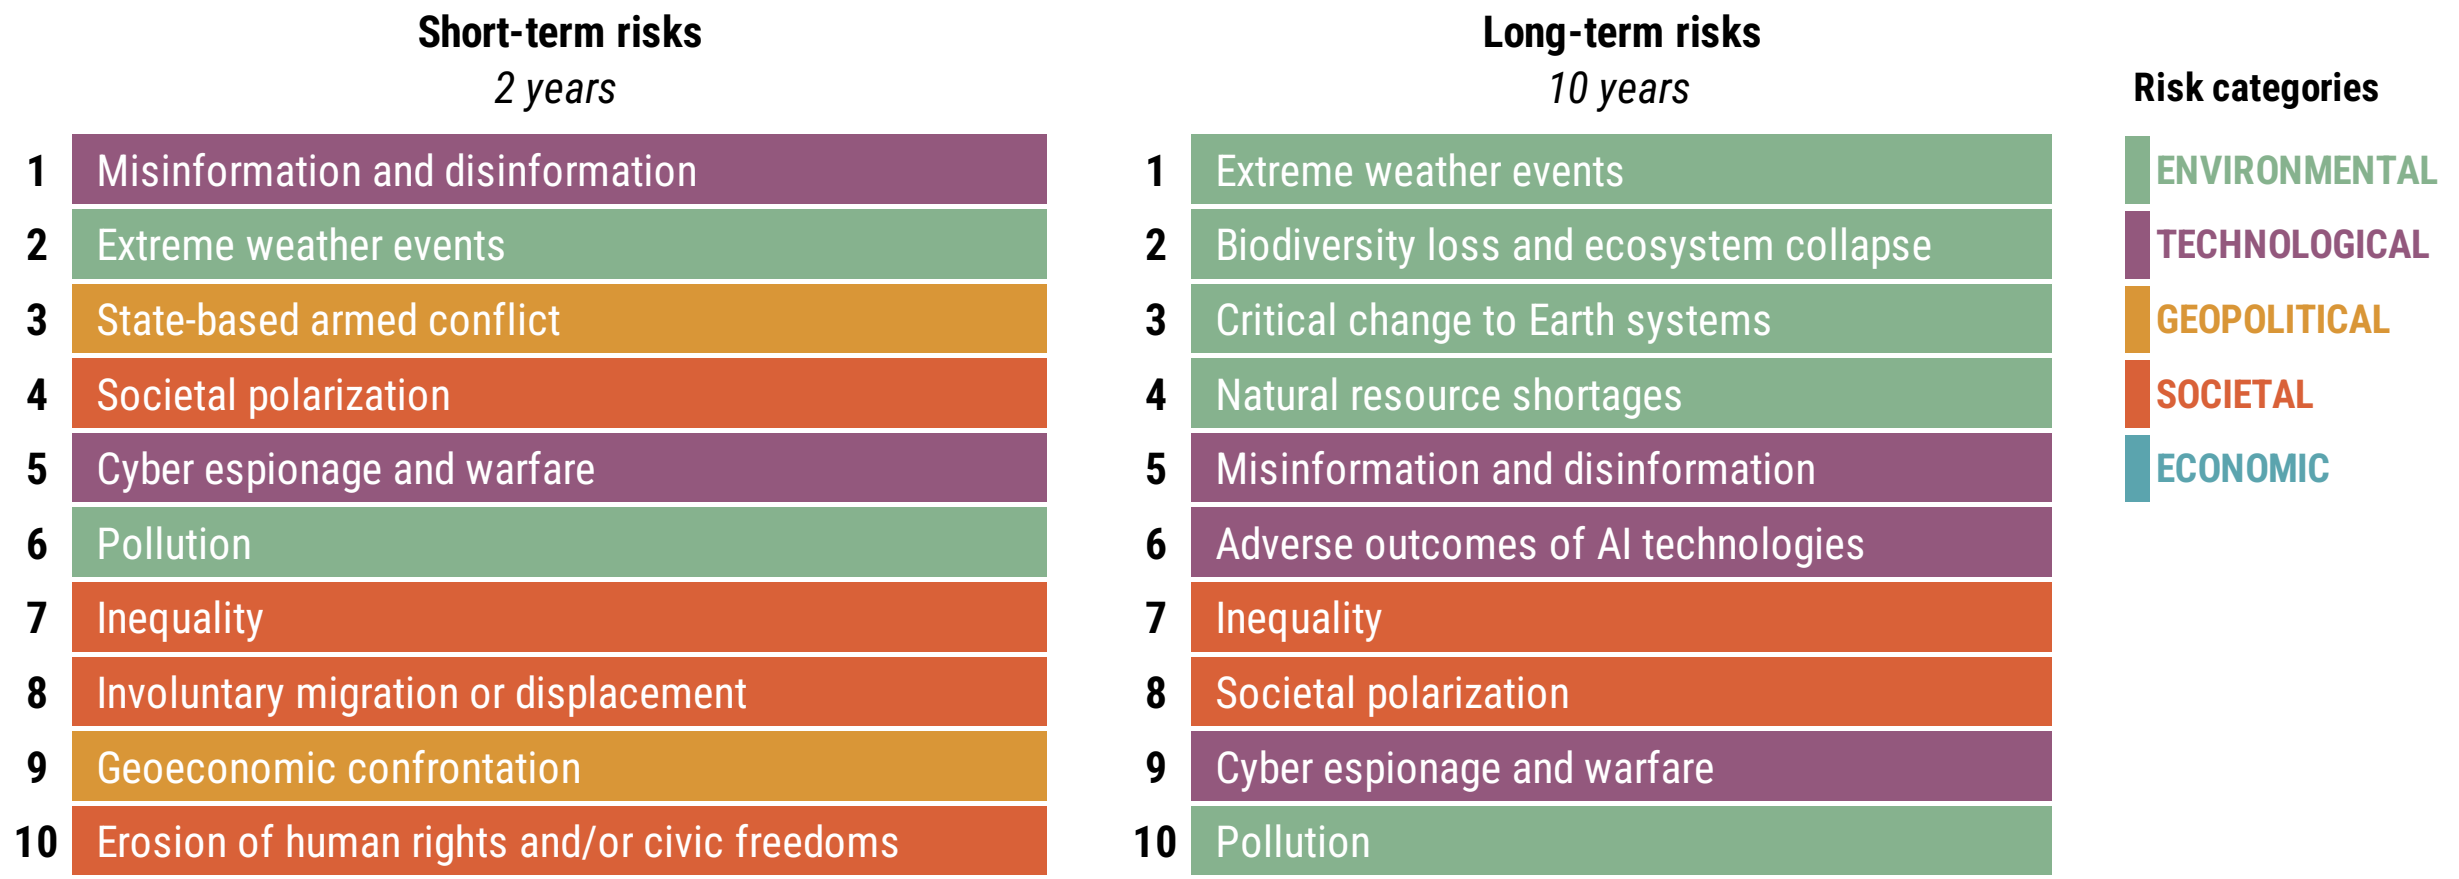 Short-term risks
2 years
1 Misinformation and disinformation
2 Extreme weather events
3 State-based armed conflict
4 Societal polarization
5 Cyber espionage and warfare
6 Pollution
7 Inequality
8 Involuntary migration or displacement
9 Geoeconomic confrontation
10 Erosion of human rights and/or civic freedoms
Long-term risks
10 years
1 Extreme weather events
2 Biodiversity loss and ecosystem collapse
3 Critical change to Earth systems
4 Natural resource shortages
5 Misinformation and disinformation
6 Adverse outcomes of AI technologies
7 Inequality
8 Societal polarization
9 Cyber espionage and warfare
10 Pollution
Risk categories
ENVIRONMENTAL
TECHNOLOGICAL
GEOPOLITICAL
SOCIETAL
ECONOMIC